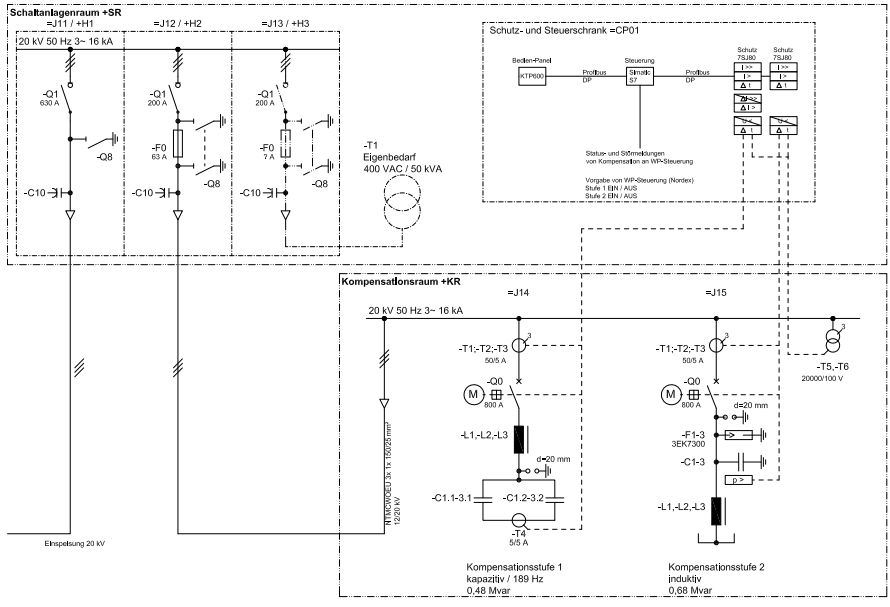 Schaltanlagenraum +SR
=J11 / +H1
=J12 / +H2
=J13 / +H3
20 kV 50 Hz 3~ 16 kA
-Q1
630 A
-Q8
-C10
-Q1
200 A
-F0
63 A
-Q8
-C10
-Q1
200 A
-F0
7 A
-Q8
-C10
-T1
Eigenbedarf
400 VAC / 50 kVA
Schutz- und Steuerschrank =CP01
Bedien-Panel
KTP600
Profibus
DP
Steuerung
Simatic
S7
Profibus
DP
Schutz
7SJ80
I >>
I >
Δ t
ΔI >>
ΔI >
U <
Δ t
Schutz
7SJ80
I >>
I >
Δ t
U <
Δ t
Status- und Störmeldungen
von Kompensation an WP-Steuerung
Vorgabe von WP-Steuerung (Nordex)
Stufe 1 EIN / AUS
Stufe 2 EIN / AUS
Kompensationsraum +KR
=J14
=J15
20 kV 50 Hz 3~ 16 kA
-T1;-T2;-T3
3
50/5 A
-Q0
M
800 A
-L1,-L2,-L3
d=20 mm
-C1.1-3.1
-C1.2-3.2
-T4
5/5 A
Kompensationsstufe 1
kapazitiv / 189 Hz
0,48 Mvar
-T1;-T2;-T3
3
50/5 A
-Q0
M
800 A
d=20 mm
-F1-3
3EK7300
-C1-3
p >
-L1,-L2,-L3
Kompensationsstufe 2
induktiv
0,68 Mvar
3
-T5,-T6
20000/100 V
NTMCWOEU 3x 1x 150/25 mm²
12/20 kV
Einspeisung 20 kV